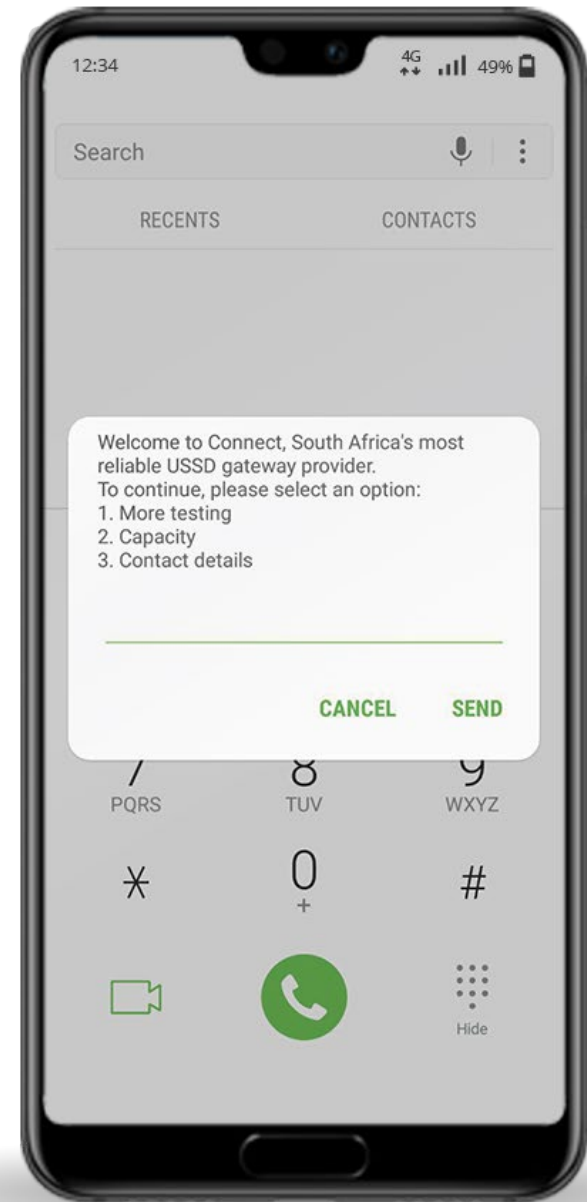 12:34
4G
49%
Search
RECENTS CONTACTS
Welcome to Connect, South Africa's most
reliable USSD gateway provider.
To continue, please select an option:
1. More testing
2. Capacity
3. Contact details
CANCEL SEND
7 8 9
PQRS TUV WXYZ
* 0 #
+
Hide